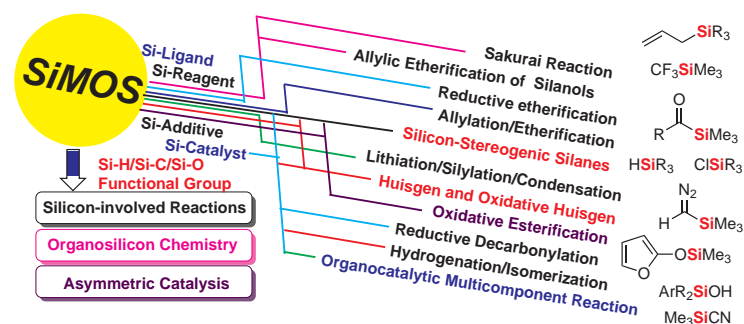 SiMOS
Si-Ligand
Si-Reagent
Si-Additive
Si-Catalyst
Si-H/Si-C/Si-O
Functional Group
Silicon-involved Reactions
Organosilicon Chemistry
Asymmetric Catalysis
Sakurai Reaction
Allylic Etherification of Silanols
Reductive etherification
Allylation/Etherification
Silicon-Stereogenic Silanes
Lithiation/Silylation/Condensation
Huisgen and Oxidative Huisgen
Oxidative Esterification
Reductive Decarbonylation
Hydrogenation/Isomerization
Organocatalytic Multicomponent Reaction
SiR3
CF3SiMe3
O
R SiMe3
HSiR3 ClSiR3
N2
H SiMe3
O OSiMe3
ArR2SiOH
Me3SiCN